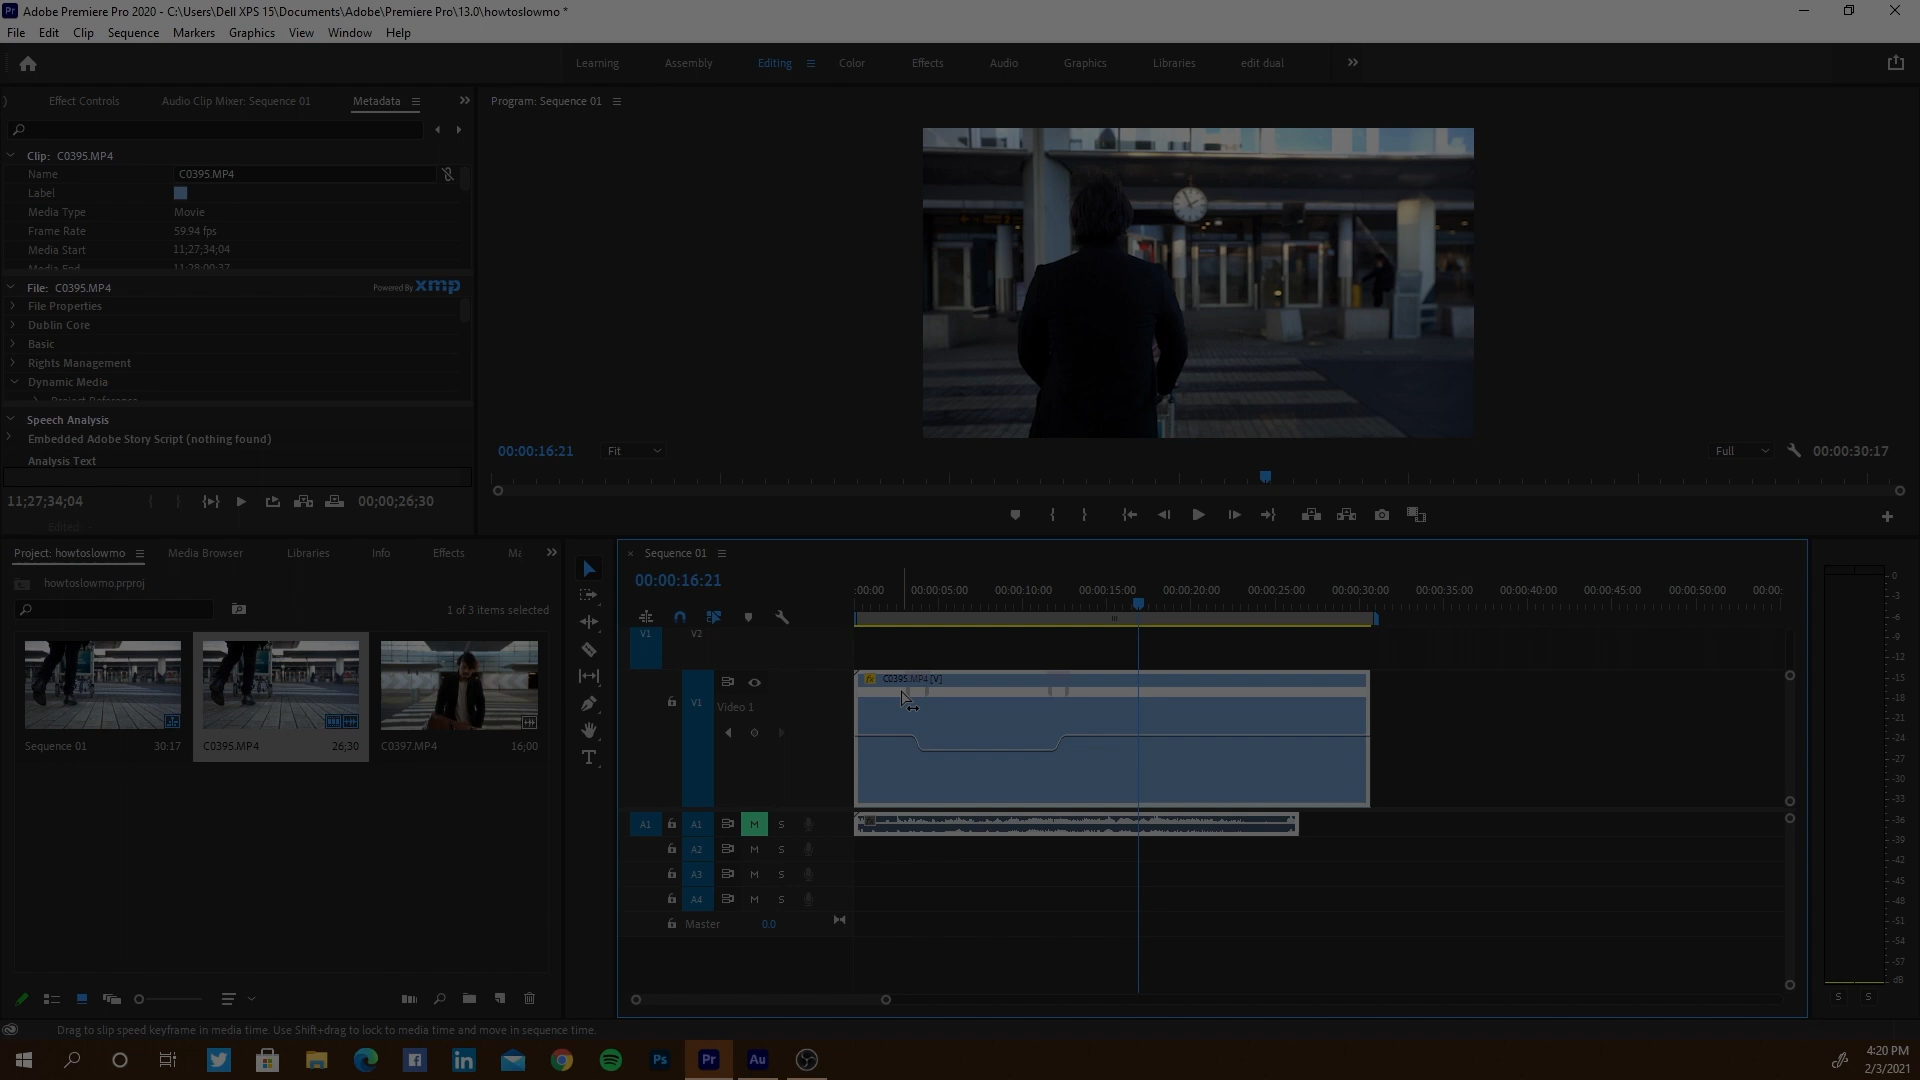 Adobe Premiere Pro 2020 - C:\Users\Dell XPS 15\Documents\Adobe\Premiere Pro\13.0\howtoslowmo *
File Edit Clip Sequence Markers Graphics View Window Help
Learning Assembly Editing Color Effects Audio Graphics Libraries edit dual
Effect Controls Audio Clip Mixer: Sequence 01 Metadata
Program: Sequence 01
Clip: C0395.MP4
Name C0395.MP4
Label
Media Type Movie
Frame Rate 59.94 fps
Media Start 11;27;34;04
Media End 11;28;00;37
File: C0395.MP4 Powered By xmp
File Properties
Dublin Core
Basic
Rights Management
Dynamic Media
Project Reference
Speech Analysis
Embedded Adobe Story Script (nothing found)
Analysis Text
11;27;34;04 00;00;26;30
Edited: -
00:00:16:21 Fit Full 00:00:30:17
Project: howtoslowmo Media Browser Libraries Info Effects Ma
howtoslowmo.prproj
1 of 3 items selected
Sequence 01 30:17
C0395.MP4 26;30
C0397.MP4 16;00
Sequence 01
00:00:16:21
:00:00 00:00:05:00 00:00:10:00 00:00:15:00 00:00:20:00 00:00:25:00 00:00:30:00 00:00:35:00 00:00:40:00 00:00:45:00 00:00:50:00 00:00:
V1 V2
fx C0395.MP4 [V]
V1 Video 1
A1 A1 M S
A2 M S
A3 M S
A4 M S
Master 0.0
0
-3
-6
-9
-12
-15
-18
-21
-24
-27
-30
-33
-36
-39
-42
-45
-48
-51
-54
-57
dB
S S
Drag to slip speed keyframe in media time. Use Shift+drag to lock to media time and move in sequence time.
Ps Pr Au
4:20 PM
2/3/2021